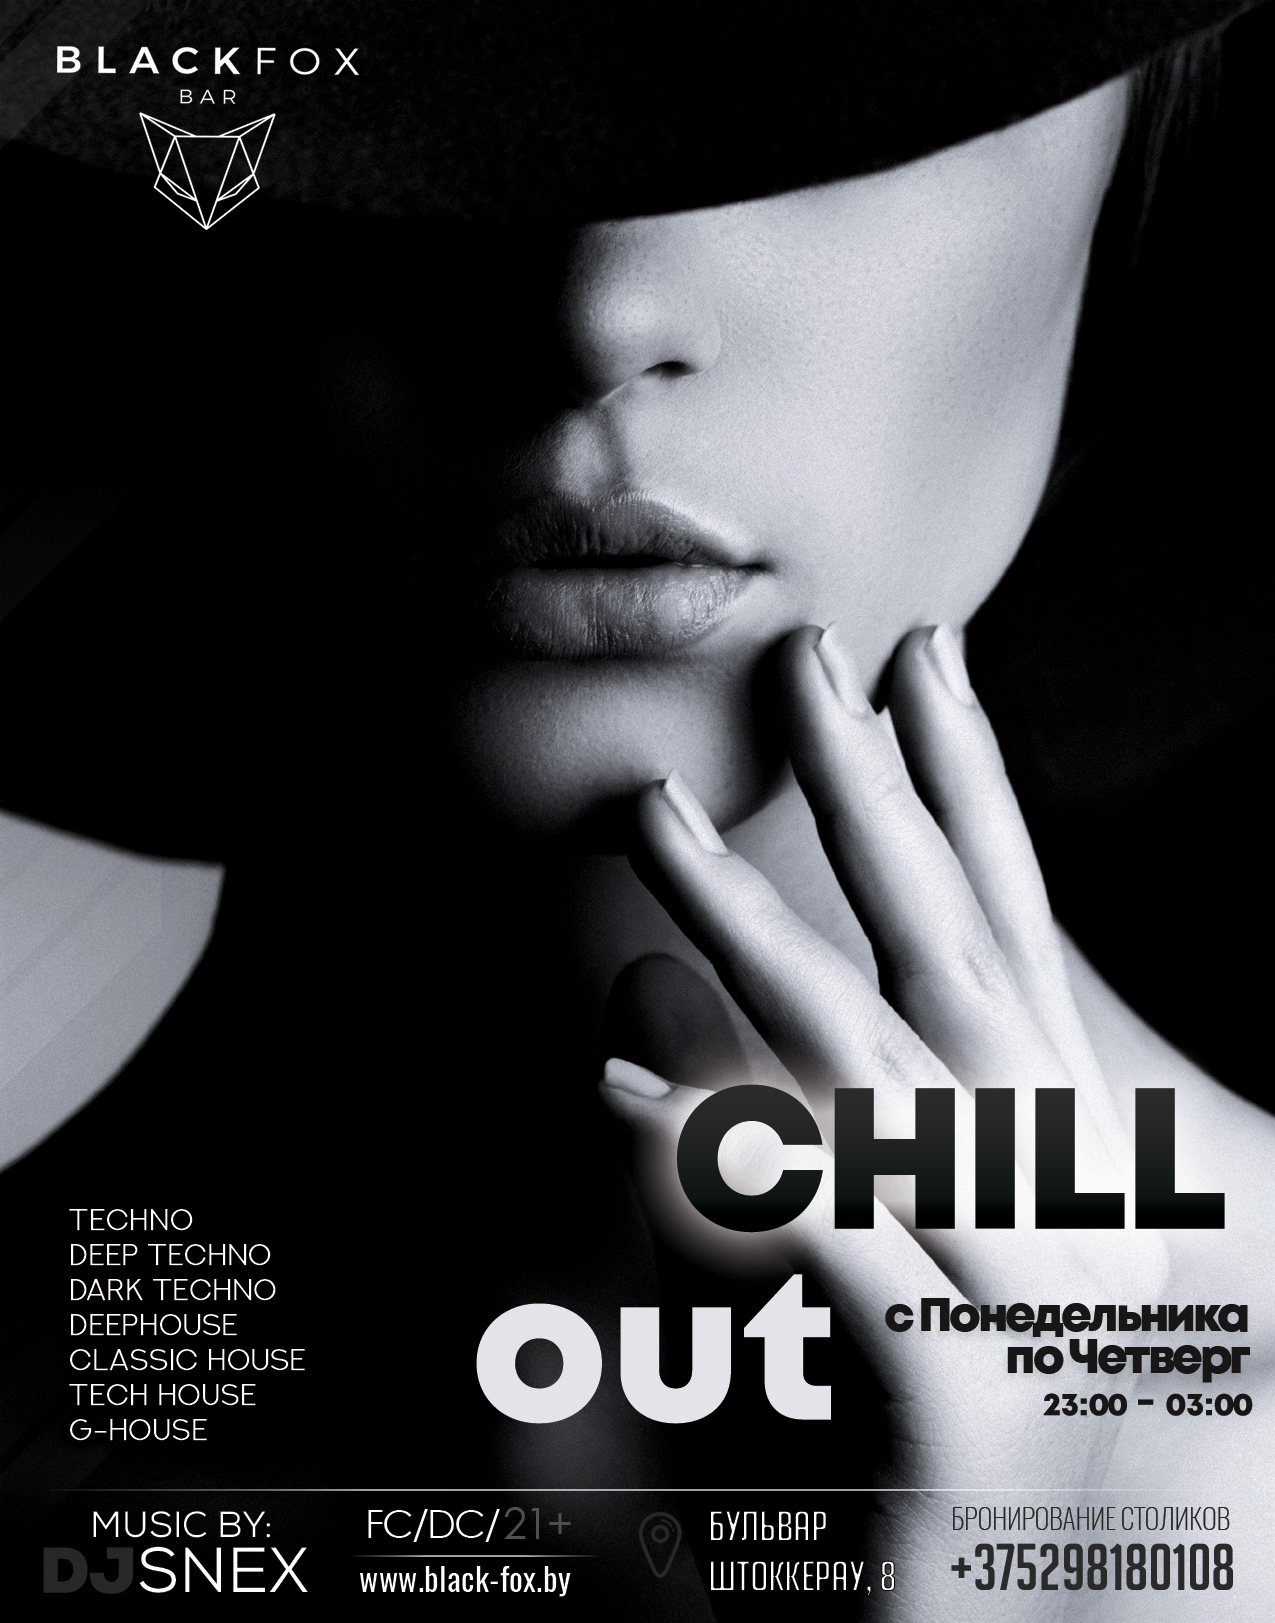 BLACKFOX
BAR
CHILL
out
с Понедельника
по Четверг
23:00 - 03:00
TECHNO
DEEP TECHNO
DARK TECHNO
DEEPHOUSE
CLASSIC HOUSE
TECH HOUSE
G-HOUSE
MUSIC BY:
DJSNEX
FC/DC/21+
www.black-fox.by
БУЛЬВАР
ШТОККЕРАУ, 8
БРОНИРОВАНИЕ СТОЛИКОВ
+375298180108